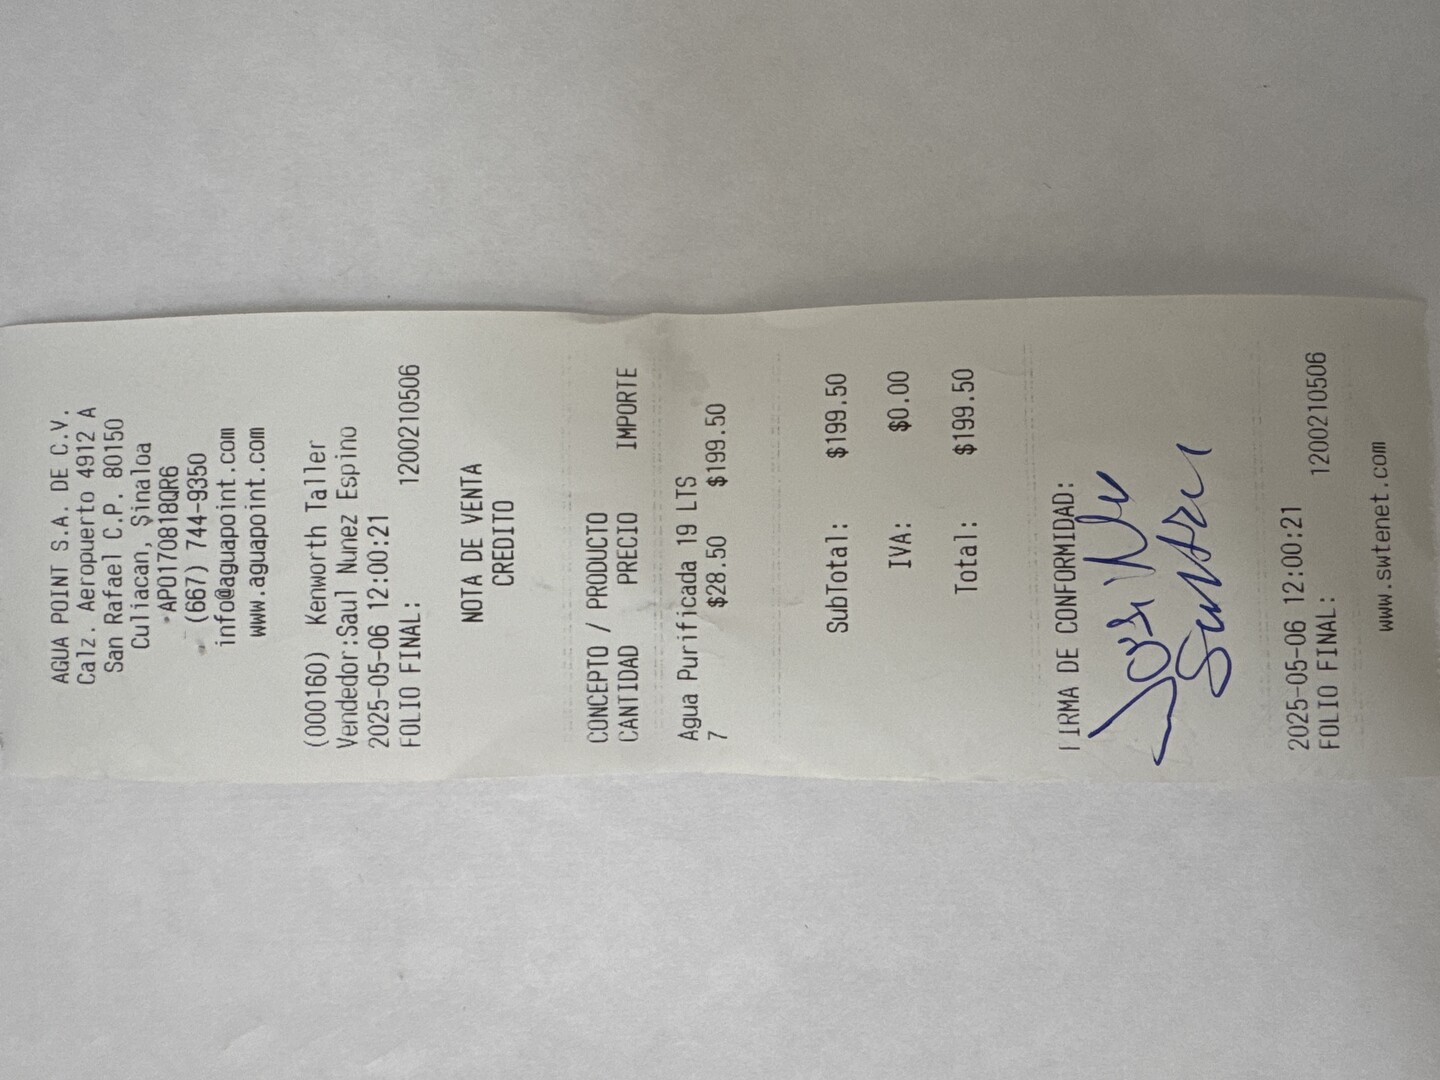 AGUA POINT S.A. DE C.V.
Calz. Aeropuerto 4912 A
San Rafael C.P. 80150
Culiacan, Sinaloa
APO170818QR6
(667) 744-9350
info@aguapoint.com
www.aguapoint.com
(000160) Kenworth Taller
Vendedor:Saul Nunez Espino
2025-05-06 12:00:21
FOLIO FINAL: 1200210506
NOTA DE VENTA
CREDITO
CONCEPTO / PRODUCTO
CANTIDAD PRECIO IMPORTE
Agua Purificada 19 LTS
7 $28.50 $199.50
SubTotal: $199.50
IVA: $0.00
Total: $199.50
FIRMA DE CONFORMIDAD:
2025-05-06 12:00:21
FOLIO FINAL: 1200210506
www.swtenet.com